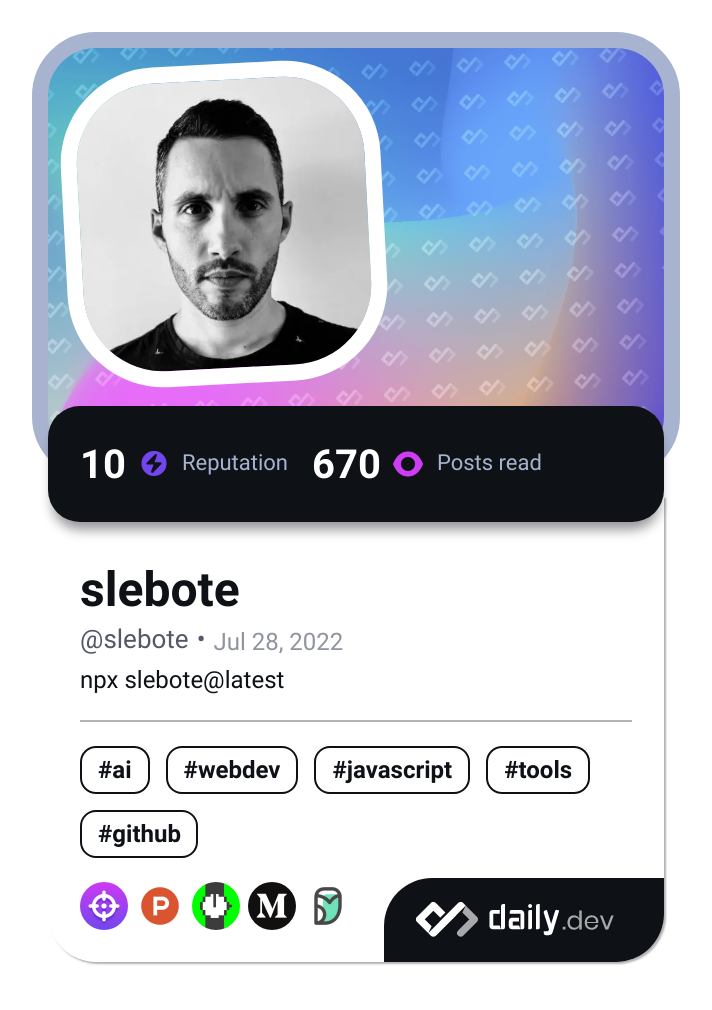 10 Reputation 670 Posts read
slebote
@slebote • Jul 28, 2022
npx slebote@latest
#ai #webdev #javascript #tools
#github
P M daily.dev